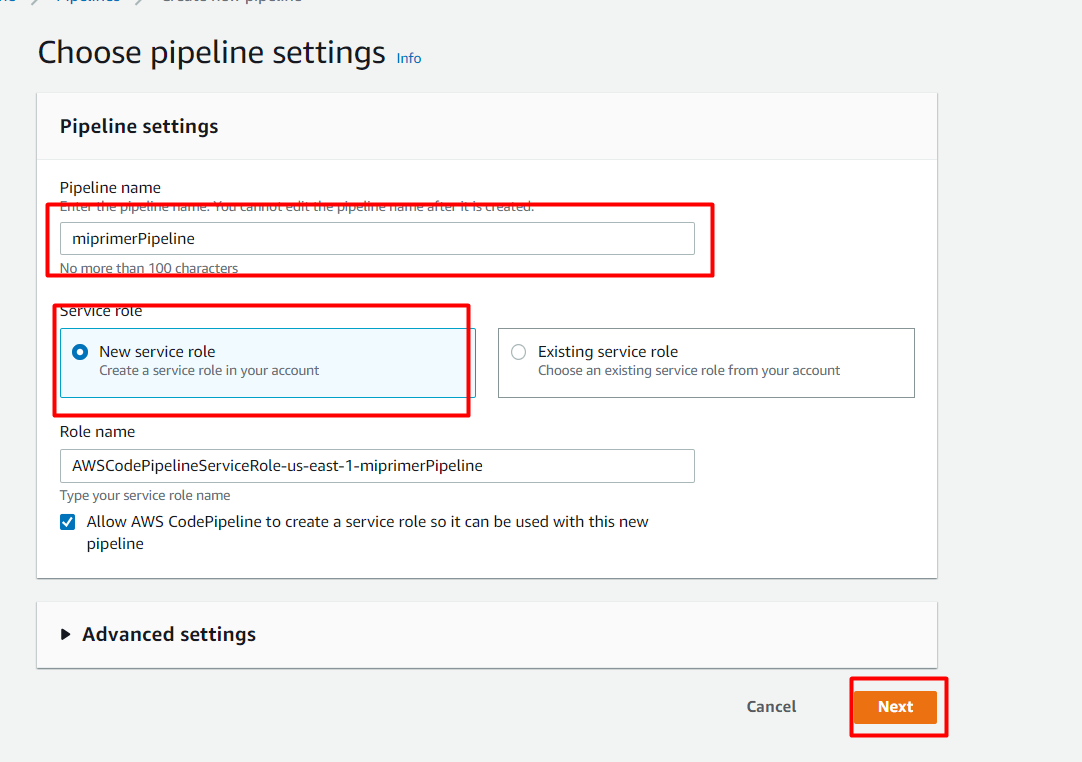 Pipelines
Create new pipeline
Choose pipeline settings Info
Pipeline settings
Pipeline name
Enter the pipeline name. You cannot edit the pipeline name after it is created.
miprimerPipeline
No more than 100 characters
Service role
New service role
Create a service role in your account
Existing service role
Choose an existing service role from your account
Role name
AWSCodePipelineServiceRole-us-east-1-miprimerPipeline
Type your service role name
Allow AWS CodePipeline to create a service role so it can be used with this new
pipeline
Advanced settings
Cancel
Next